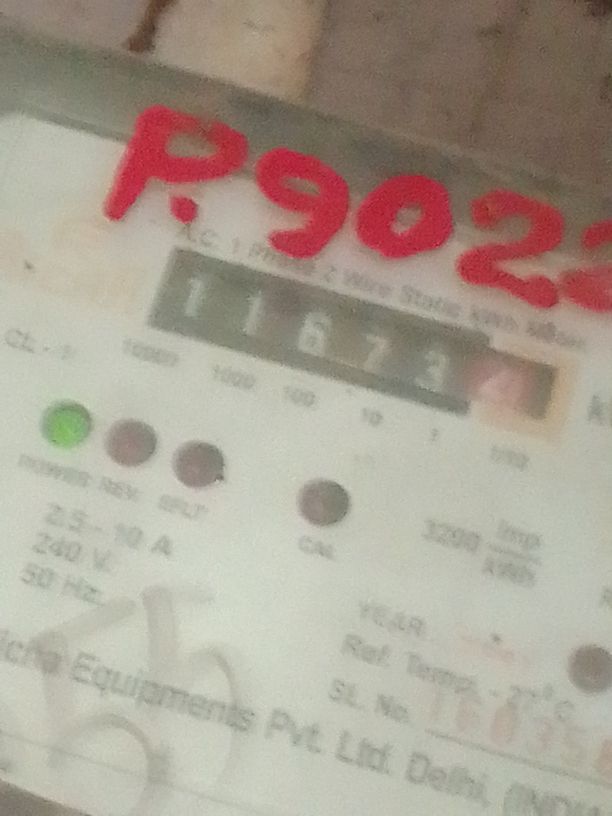 P.902
A.C. 1 Phase 2 Wire Static kWh Meter
1 1 6 7 3 4
10000 1000 100 10 1 1/10
CL. - 1
POWER REV. CAL
2.5 - 10 A
240 V.
50 Hz.
3200 imp
kWh
YEAR
Ref. Temp. - 27°C
SL. No.
Equipments Pvt. Ltd. Delhi,